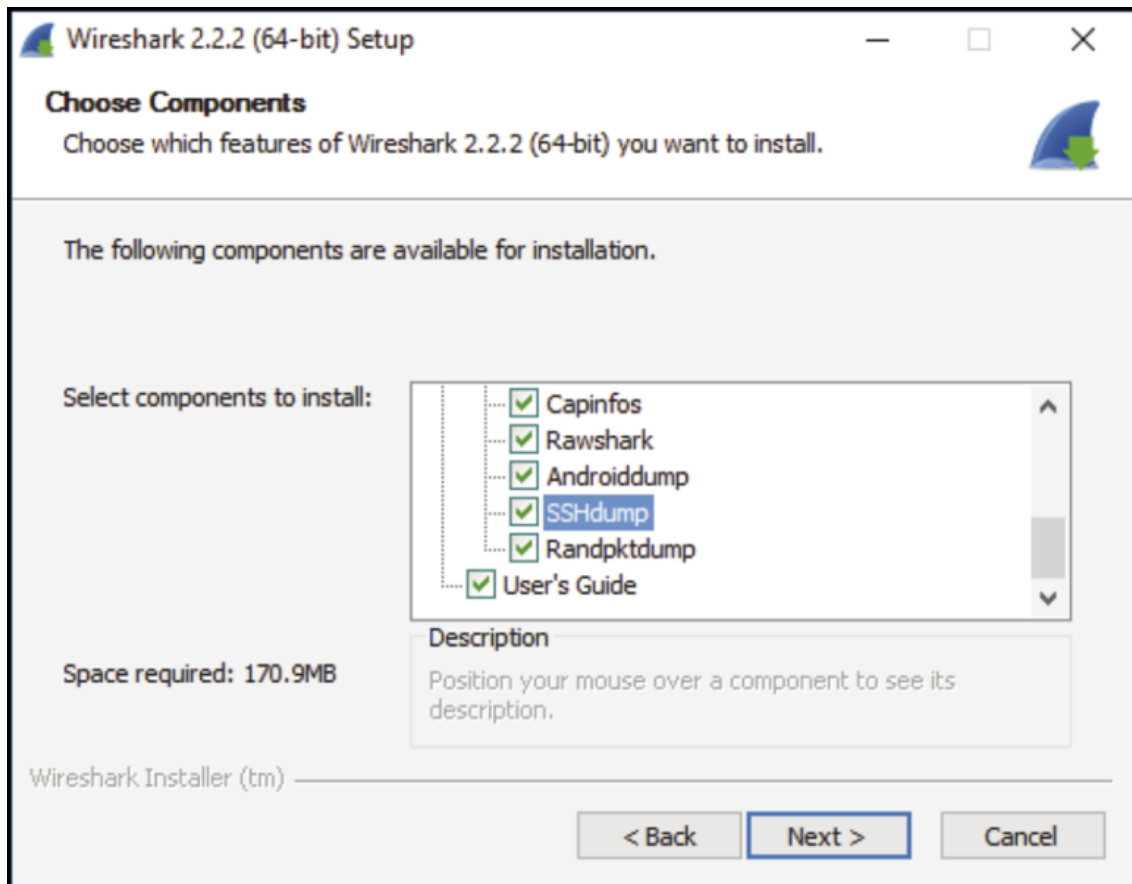 Wireshark 2.2.2 (64-bit) Setup
Choose Components
Choose which features of Wireshark 2.2.2 (64-bit) you want to install.
The following components are available for installation.
Select components to install:
Capinfos
Rawshark
Androiddump
SSHdump
Randpktdump
User's Guide
Space required: 170.9MB
Description
Position your mouse over a component to see its
description.
Wireshark Installer (tm)
< Back
Next >
Cancel